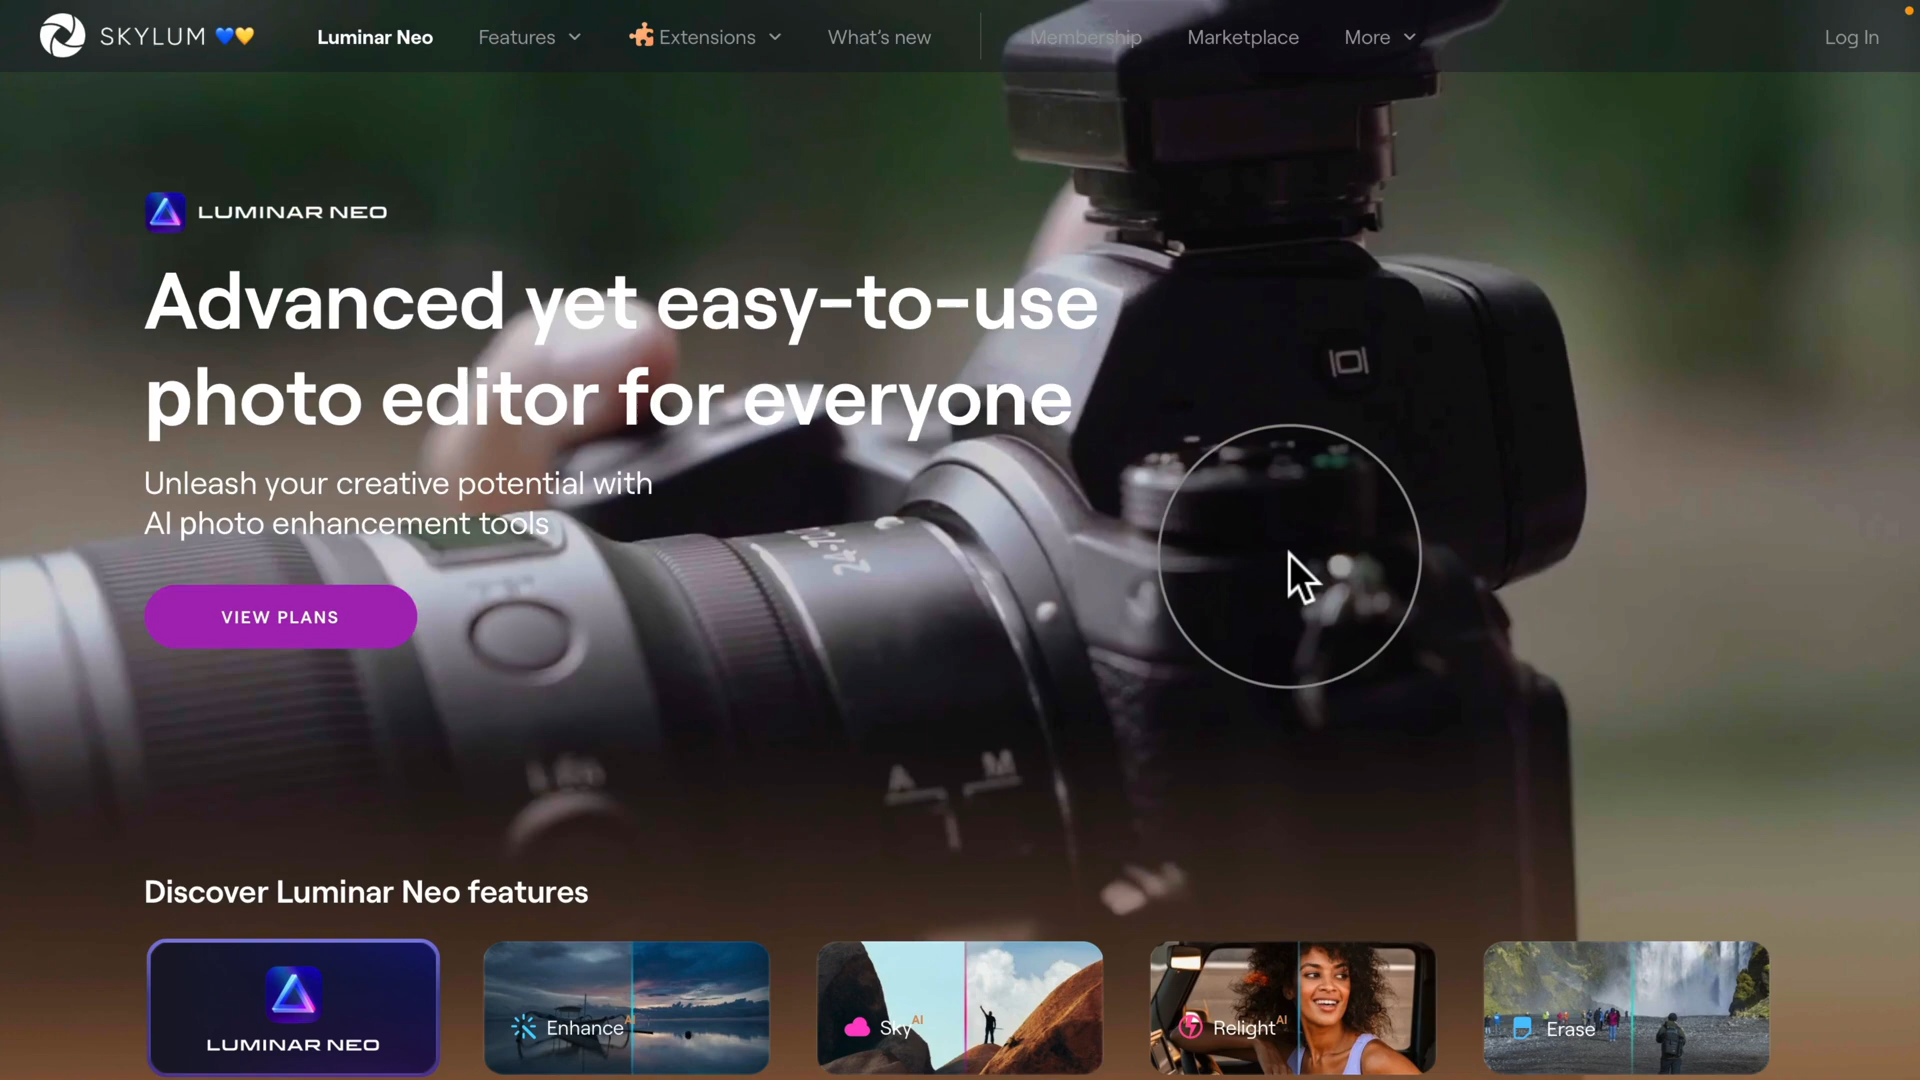 SKYLUM 💙💛
Luminar Neo
Features
Extensions
What's new
Membership
Marketplace
More
Log In
LUMINAR NEO
Advanced yet easy-to-use
photo editor for everyone
Unleash your creative potential with
AI photo enhancement tools
24-70
VIEW PLANS
A M
Discover Luminar Neo features
LUMINAR NEO
Enhance AI
Sky AI
Relight AI
Erase